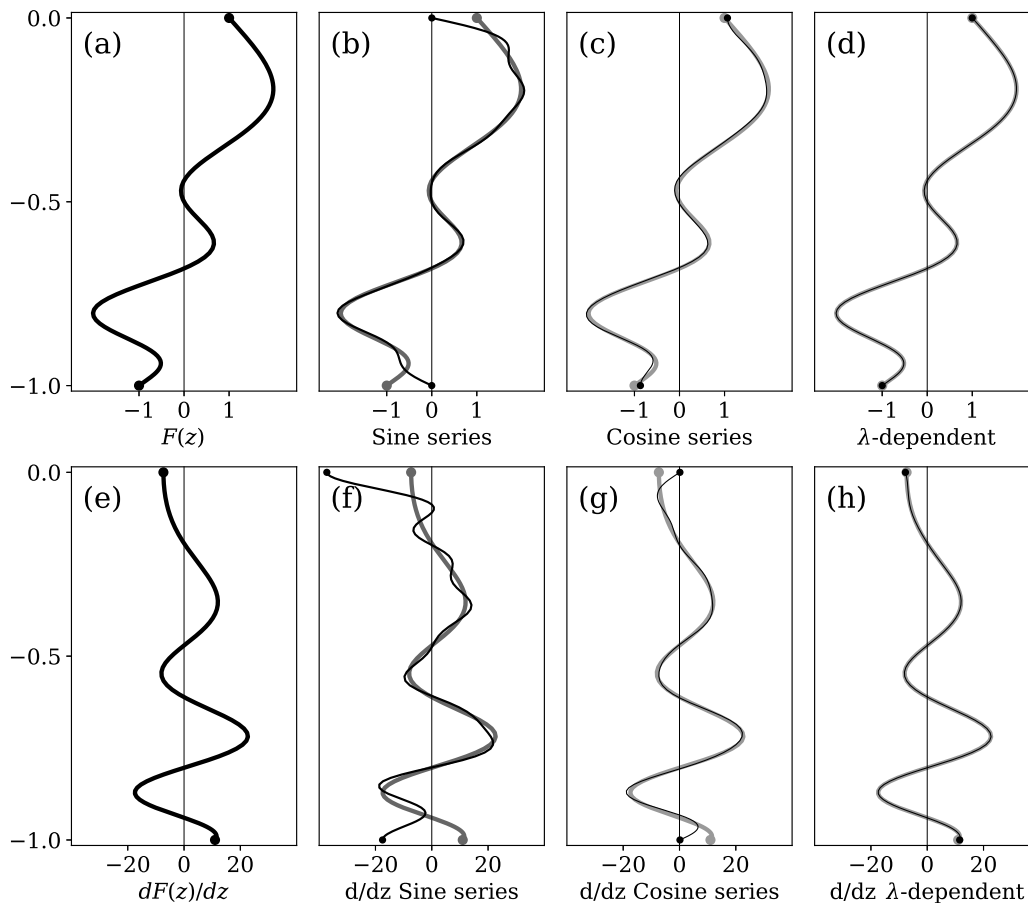 0.0
−0.5
−1.0
(a)
(b)
(c)
(d)
−1 0 1
−1 0 1
−1 0 1
−1 0 1
F(z)
Sine series
Cosine series
λ-dependent
0.0
−0.5
−1.0
(e)
(f)
(g)
(h)
−20 0 20
−20 0 20
−20 0 20
−20 0 20
dF(z)/dz
d/dz Sine series
d/dz Cosine series
d/dz λ-dependent